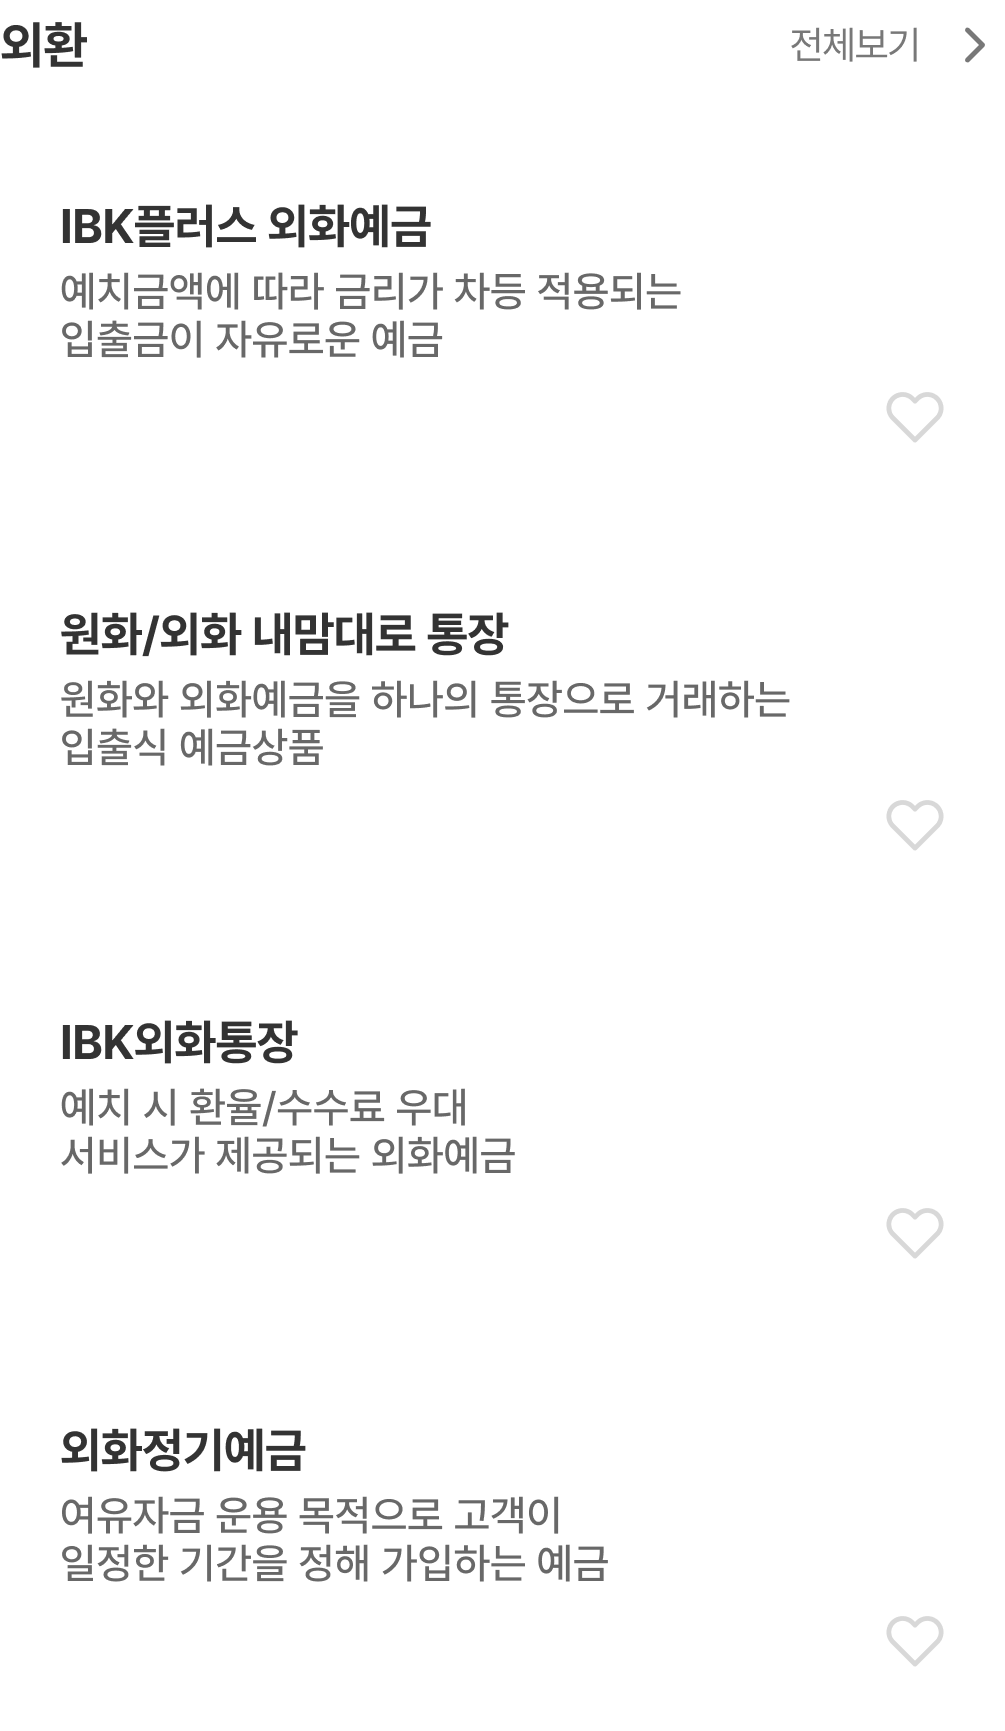 외환
전체보기
IBK플러스 외화예금
예치금액에 따라 금리가 차등 적용되는
입출금이 자유로운 예금
원화/외화 내맘대로 통장
원화와 외화예금을 하나의 통장으로 거래하는
입출식 예금상품
IBK외화통장
예치 시 환율/수수료 우대
서비스가 제공되는 외화예금
외화정기예금
여유자금 운용 목적으로 고객이
일정한 기간을 정해 가입하는 예금